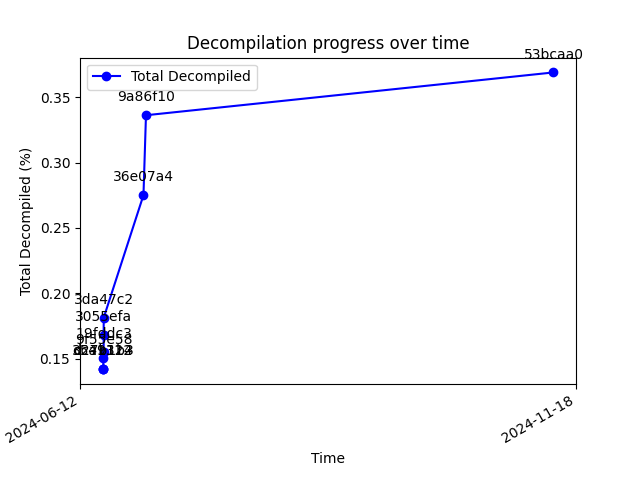 Decompilation progress over time
Total Decompiled
53bcaa0
9a86f10
36e07a4
3da47c2
3055efa
Total Decompiled (%)
0.35
0.30
0.25
0.20
0.15
2024-06-12
2024-11-18
Time